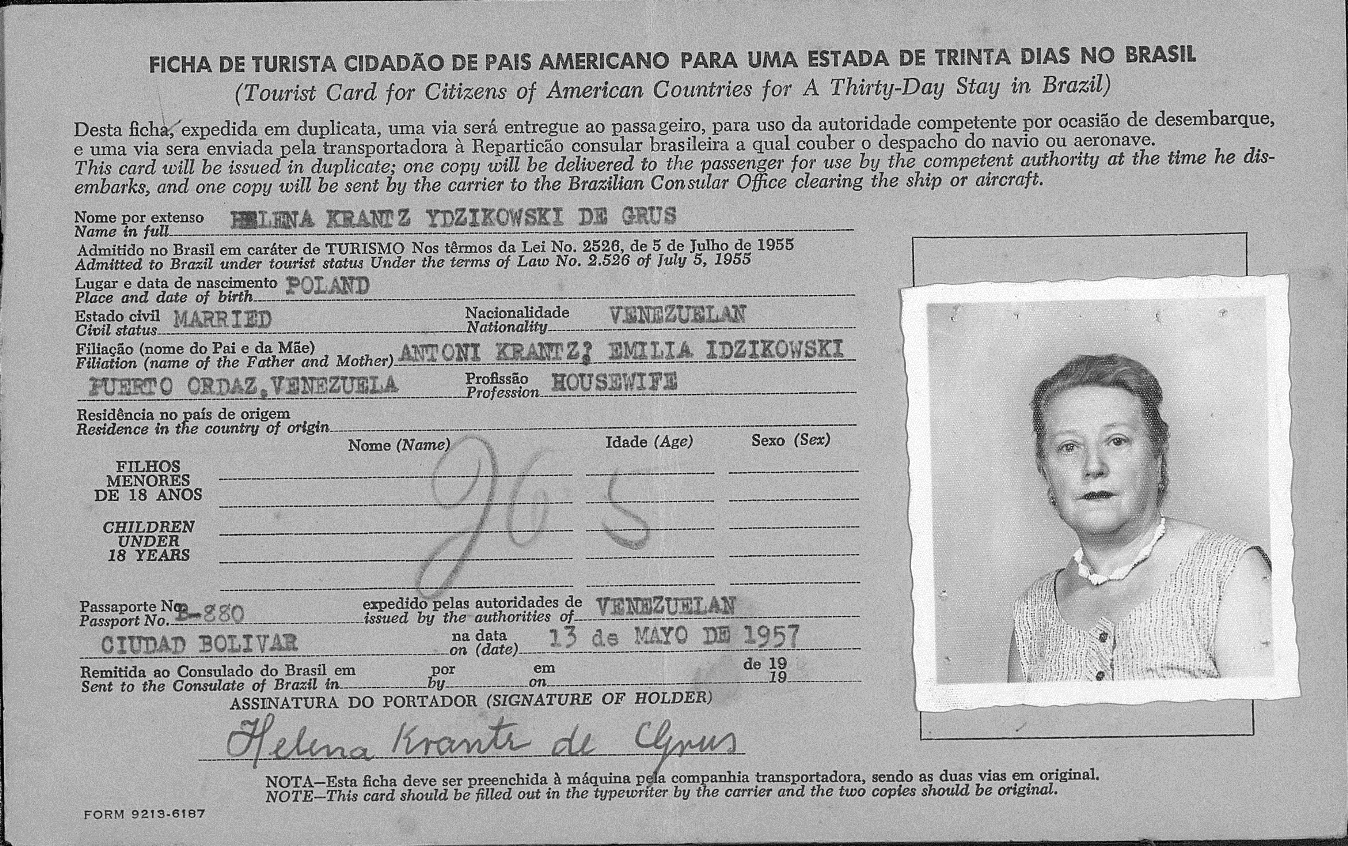 FICHA DE TURISTA CIDADÃO DE PAIS AMERICANO PARA UMA ESTADA DE TRINTA DIAS NO BRASIL
(Tourist Card for Citizens of American Countries for A Thirty-Day Stay in Brazil)
Desta ficha, expedida em duplicata, uma via será entregue ao passageiro, para uso da autoridade competente por ocasião de desembarque,
e uma via sera enviada pela transportadora à Repartição consular brasileira a qual couber o despacho do navio ou aeronave.
This card will be issued in duplicate; one copy will be delivered to the passenger for use by the competent authority at the time he dis-
embarks, and one copy will be sent by the carrier to the Brazilian Consular Office clearing the ship or aircraft.
Nome por extenso HELENA KRANTZ YDZIKOWSKI DE GRUS
Name in full
Admitido no Brasil em caráter de TURISMO Nos têrmos da Lei No. 2526, de 5 de Julho de 1955
Admitted to Brazil under tourist status Under the terms of Law No. 2.526 of July 5, 1955
Lugar e data de nascimento POLAND
Place and date of birth
Estado civil MARRIED Nacionalidade VENEZUELAN
Civil status Nationality
Filiação (nome do Pai e da Mãe) ANTONI KRANTZ; EMILIA IDZIKOWSKI
Filiation (name of the Father and Mother)
PUERTO ORDAZ, VENEZUELA Profissão HOUSEWIFE
Profession
Residência no país de origem
Residence in the country of origin
Nome (Name) Idade (Age) Sexo (Sex)
FILHOS
MENORES
DE 18 ANOS
CHILDREN
UNDER
18 YEARS
Passaporte No. B-880 expedido pelas autoridades de VENEZUELAN
Passport No. issued by the authorities of
CIUDAD BOLIVAR na data 13 de MAYO DE 1957
on (date)
Remitida ao Consulado do Brasil em por em de 19
Sent to the Consulate of Brazil in by on 19
ASSINATURA DO PORTADOR (SIGNATURE OF HOLDER)
Helena Krantz de Grus
NOTA—Esta ficha deve ser preenchida à máquina pela companhia transportadora, sendo as duas vias em original.
NOTE—This card should be filled out in the typewriter by the carrier and the two copies should be original.
FORM 9213-6187